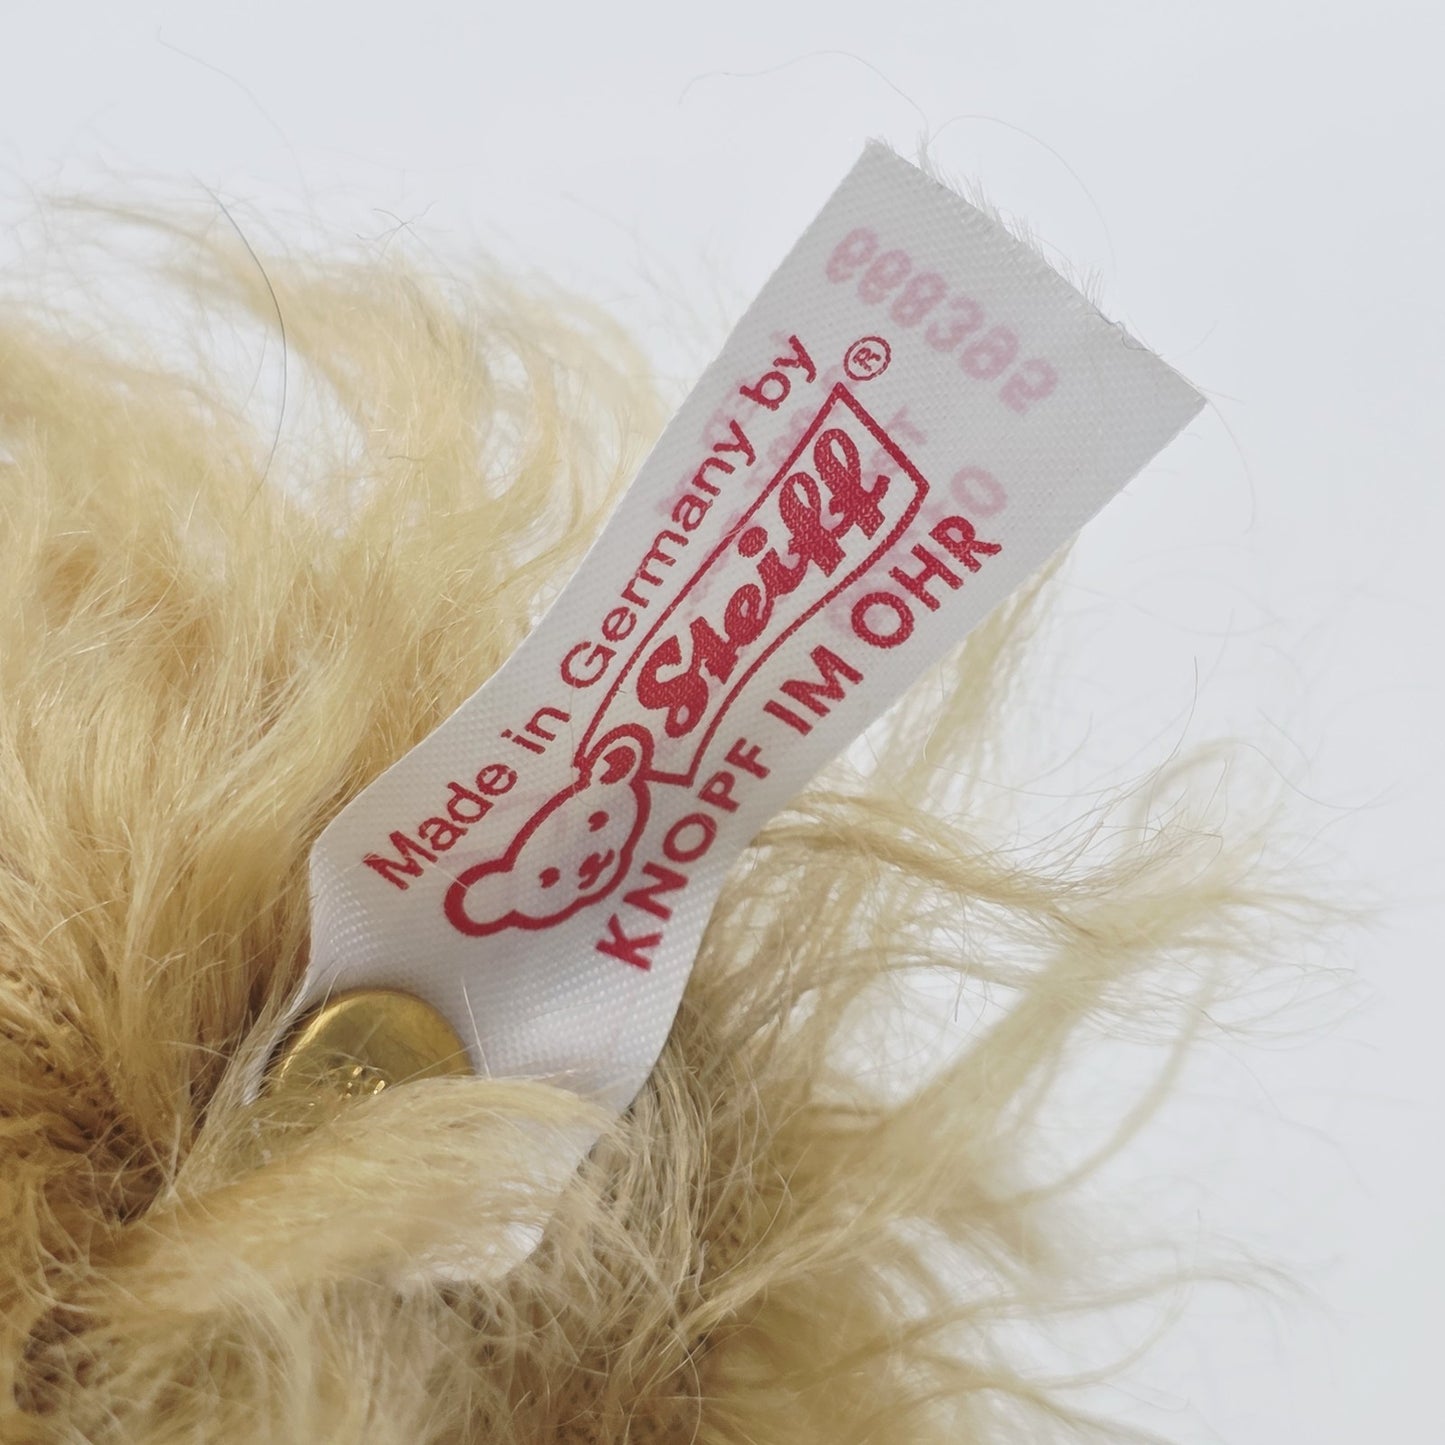 Made in Germany by
Steiff ®
KNOPF IM OHR